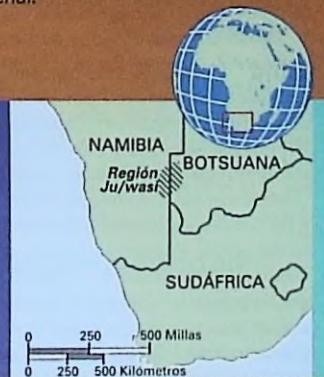 NAMIBIA
BOTSUANA
Región
Ju/wasi
SUDÁFRICA
0 250 500 Millas
0 250 500 Kilómetros